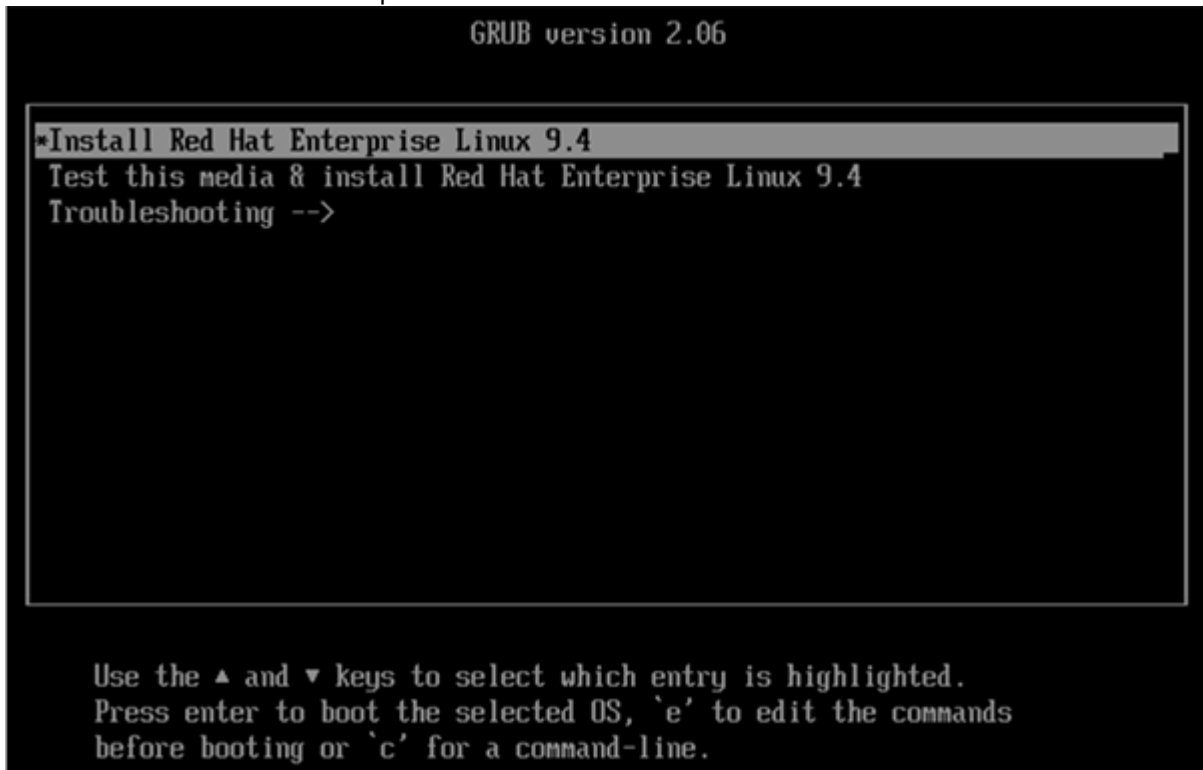 GRUB version 2.06
*Install Red Hat Enterprise Linux 9.4
Test this media & install Red Hat Enterprise Linux 9.4
Troubleshooting -->
Use the ▲ and ▼ keys to select which entry is highlighted.
Press enter to boot the selected OS, `e' to edit the commands
before booting or `c' for a command-line.